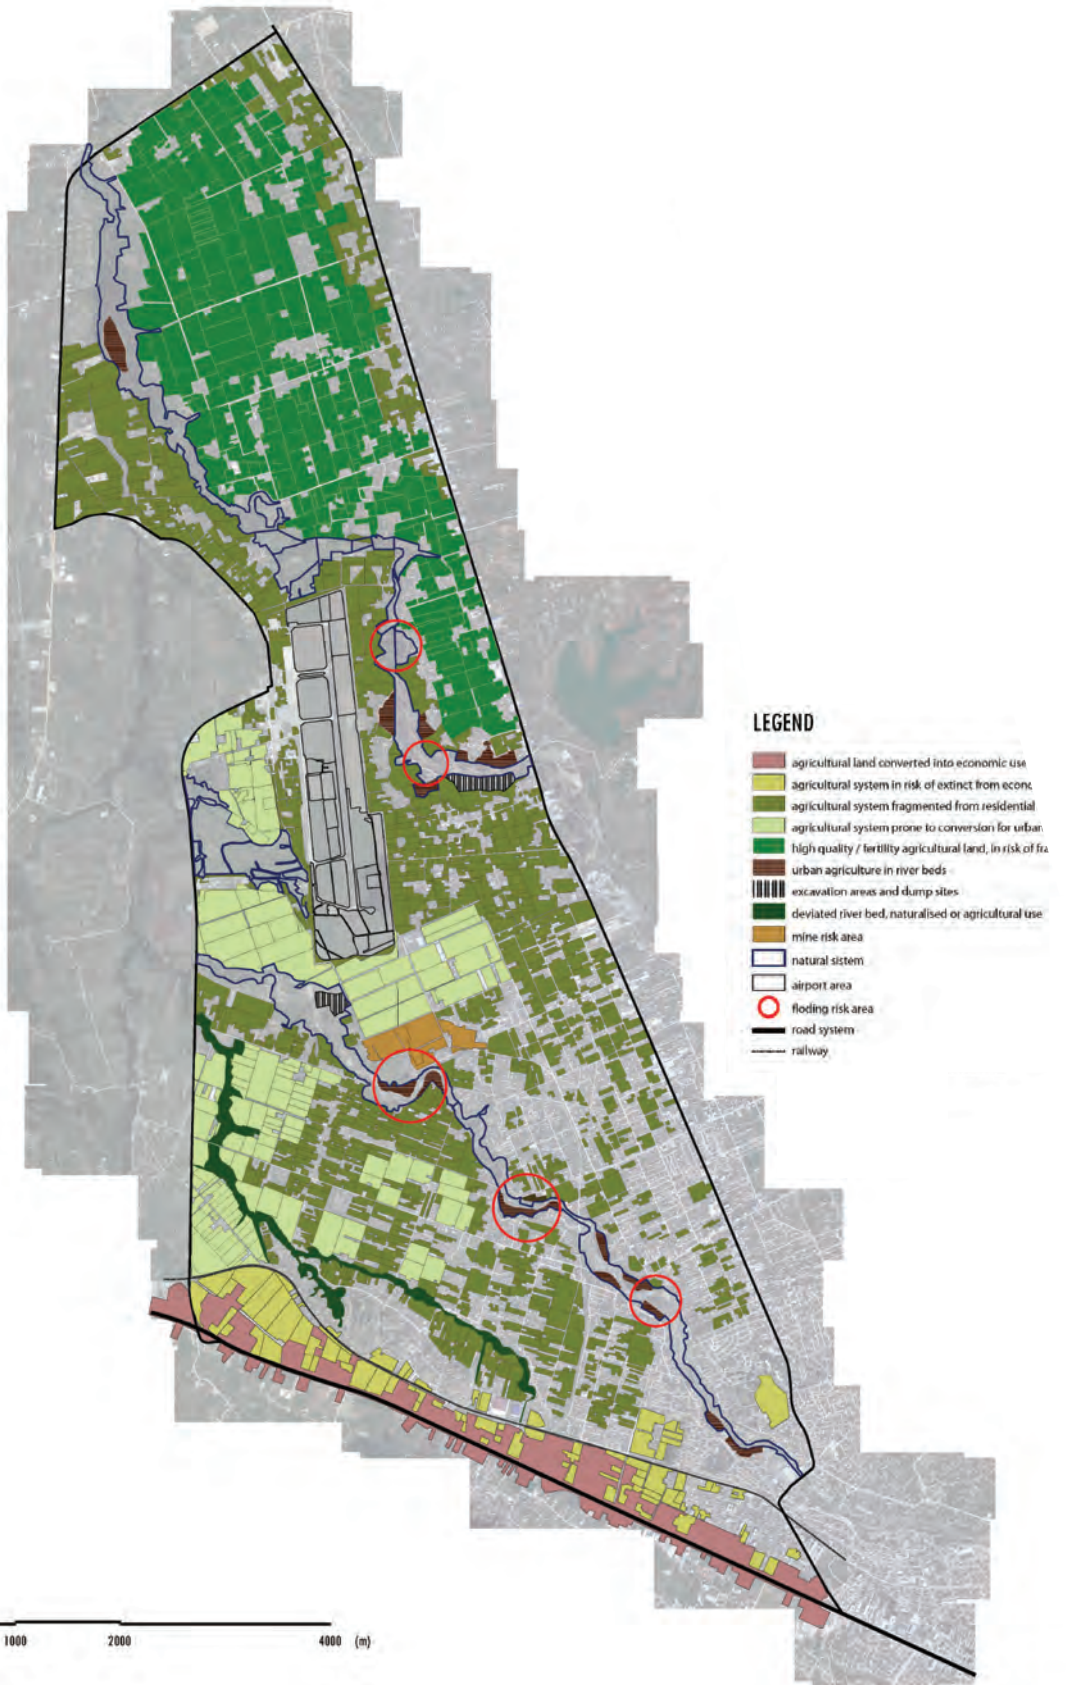 LEGEND
agricultural land converted into economic use
agricultural system in risk of extinct from econc
agricultural system fragmented from residential
agricultural system prone to conversion for urban
high quality / fertility agricultural land, in risk of fra
urban agriculture in river beds
excavation areas and dump sites
deviated river bed, naturalised or agricultural use
mine risk area
natural sistem
airport area
floding risk area
road system
railway
1000 2000 4000 (m)